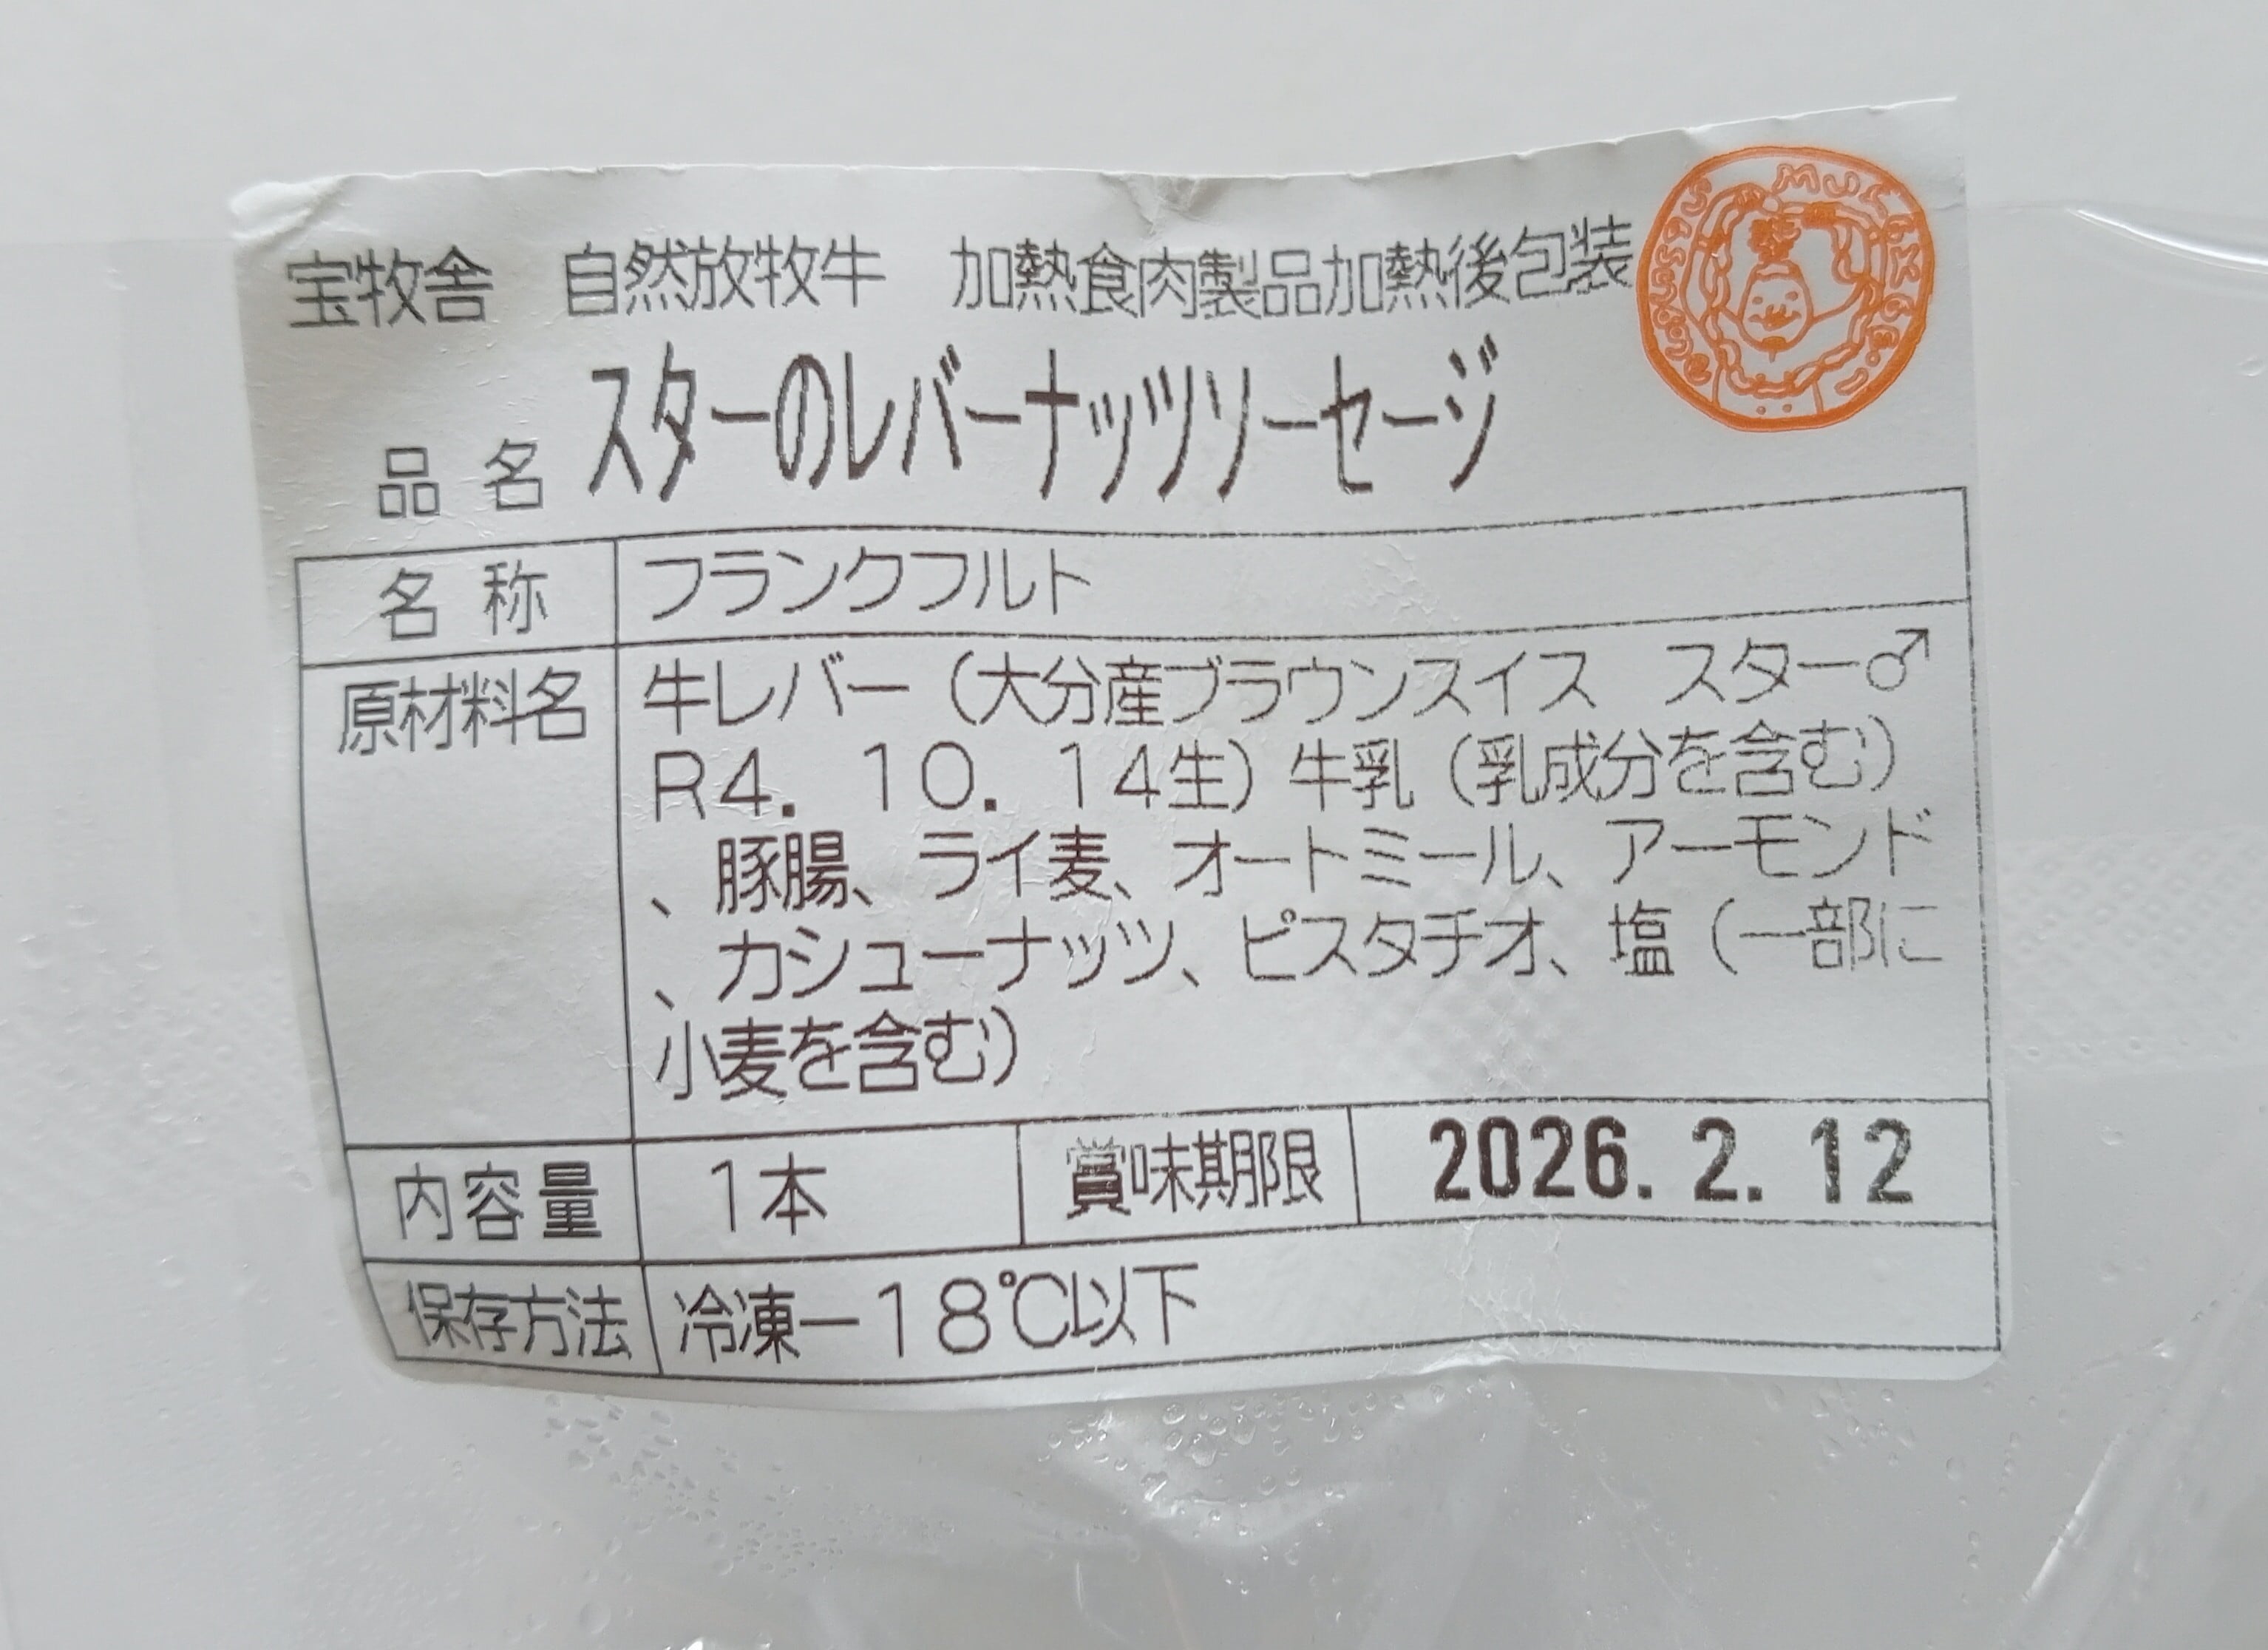 宝牧舎　自然放牧牛　加熱食肉製品加熱後包装
品名 スターのレバーナッツソーセージ
名称 フランクフルト
原材料名 牛レバー（大分産ブラウンスイス　スター♂
R4．10．14生）牛乳（乳成分を含む）
、豚腸、ライ麦、オートミール、アーモンド
、カシューナッツ、ピスタチオ、塩（一部に
小麦を含む）
内容量 1本 賞味期限 2026.2.12
保存方法 冷凍－18℃以下